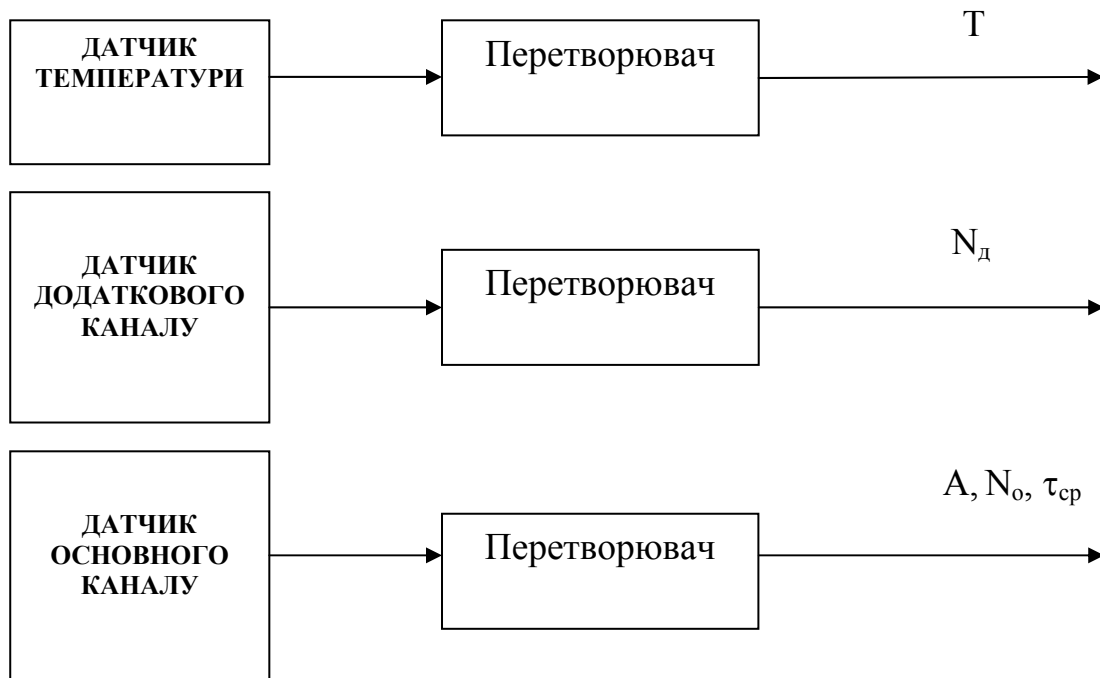 ДАТЧИК
ТЕМПЕРАТУРИ
Перетворювач
T
ДАТЧИК
ДОДАТКОВОГО
КАНАЛУ
Перетворювач
Nд
ДАТЧИК
ОСНОВНОГО
КАНАЛУ
Перетворювач
A, Nо, τср